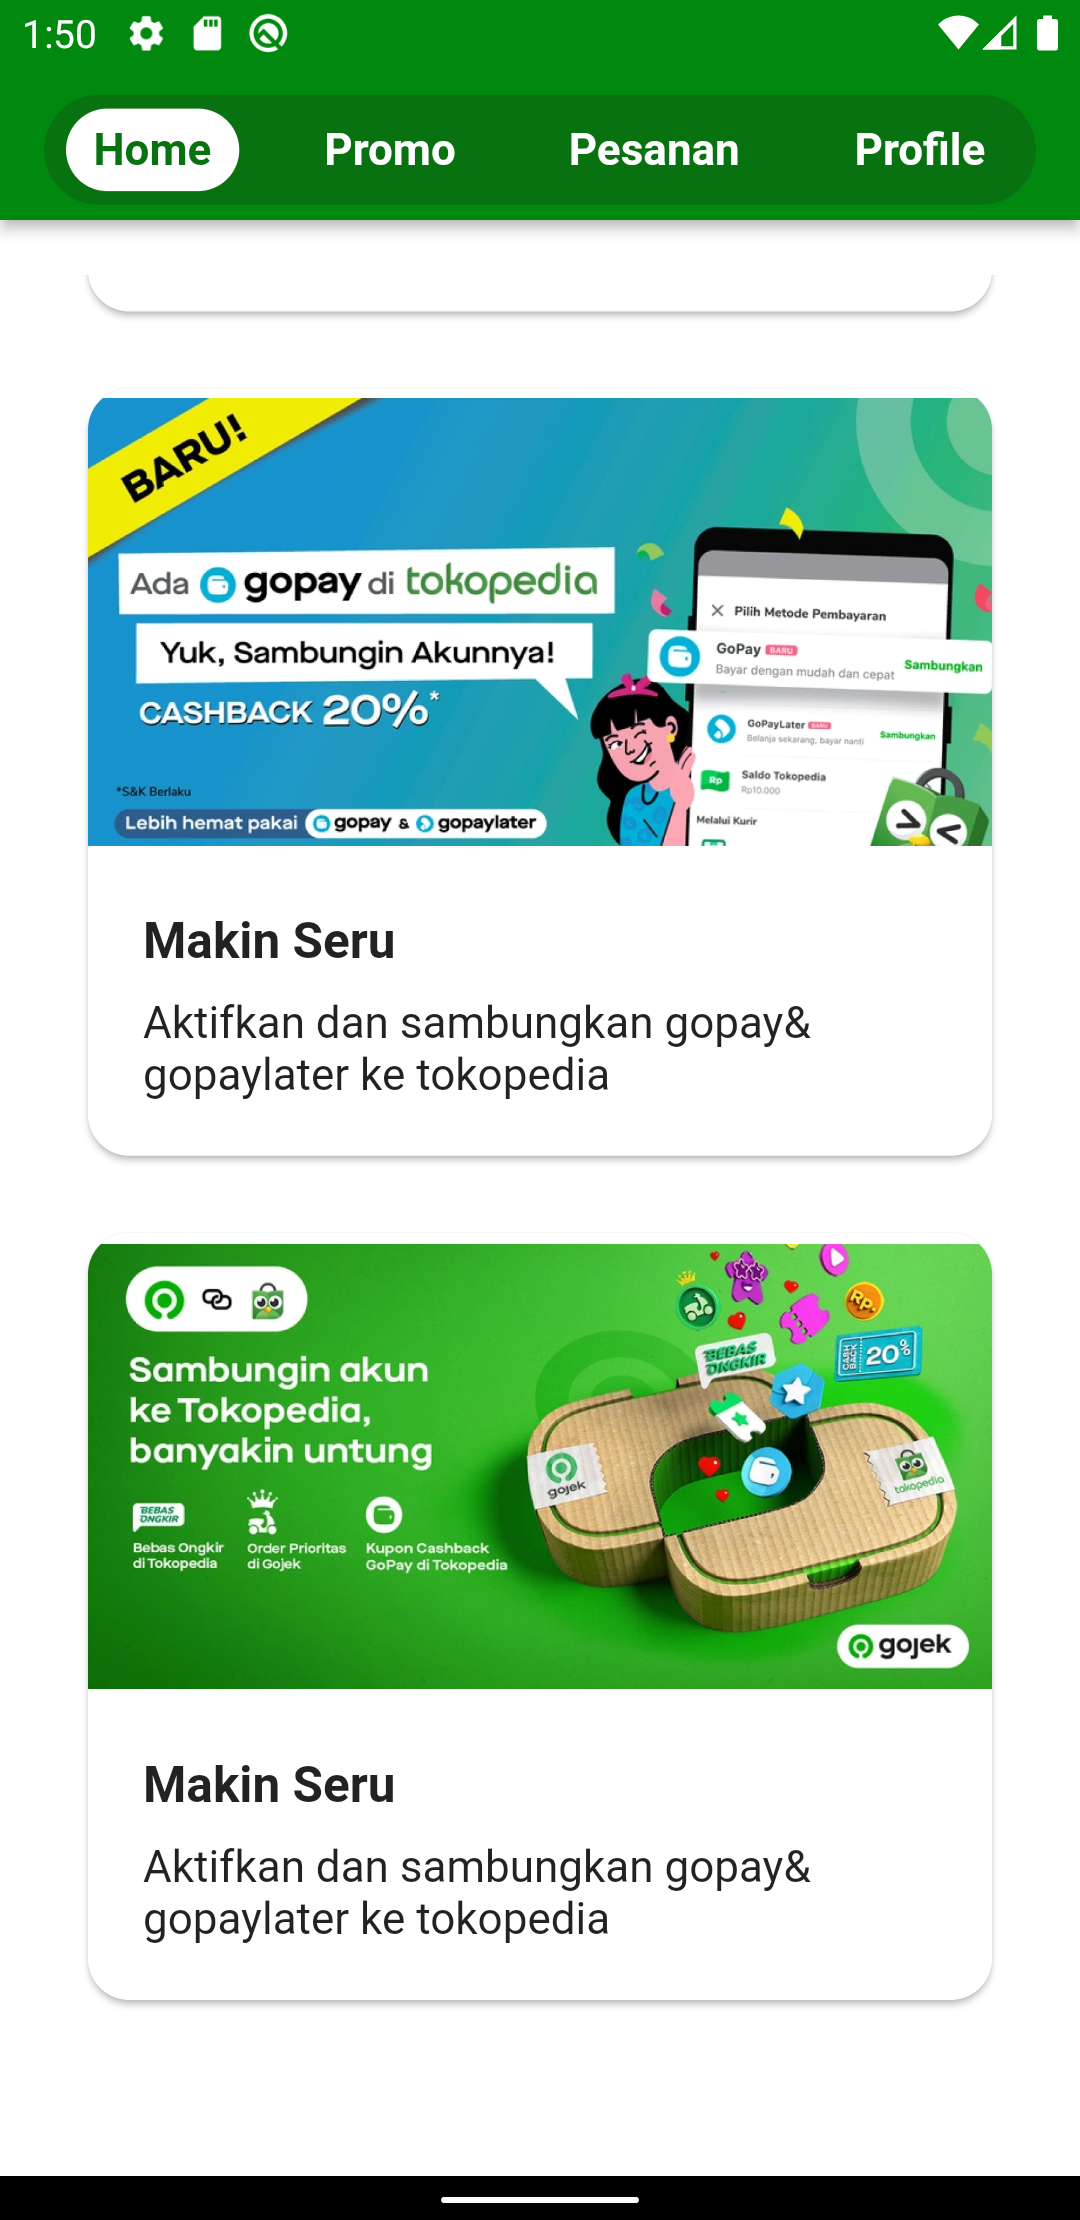 1:50
Home Promo Pesanan Profile
BARU!
Ada gopay di tokopedia
Yuk, Sambungin Akunnya!
CASHBACK 20%*
*S&K Berlaku
Lebih hemat pakai gopay & gopaylater
Pilih Metode Pembayaran
GoPay BARU
Bayar dengan mudah dan cepat
Sambungkan
GoPayLater BARU
Belanja sekarang, bayar nanti
Sambungkan
Rp
Saldo Tokopedia
Rp10.000
Melalui Kurir
Makin Seru
Aktifkan dan sambungkan gopay&
gopaylater ke tokopedia
Sambungin akun
ke Tokopedia,
banyakin untung
BEBAS
ONGKIR
Bebas Ongkir
di Tokopedia
Order Prioritas
di Gojek
Kupon Cashback
GoPay di Tokopedia
Rp.
BEBAS
ONGKIR
CASH
BACK
20%
gojek
tokopedia
gojek
Makin Seru
Aktifkan dan sambungkan gopay&
gopaylater ke tokopedia